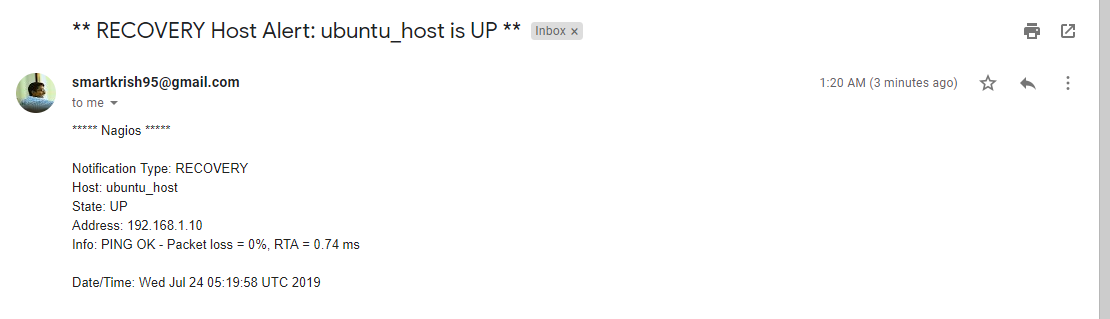 ** RECOVERY Host Alert: ubuntu_host is UP ** Inbox x
smartkrish95@gmail.com 1:20 AM (3 minutes ago)
to me
***** Nagios *****
Notification Type: RECOVERY
Host: ubuntu_host
State: UP
Address: 192.168.1.10
Info: PING OK - Packet loss = 0%, RTA = 0.74 ms
Date/Time: Wed Jul 24 05:19:58 UTC 2019